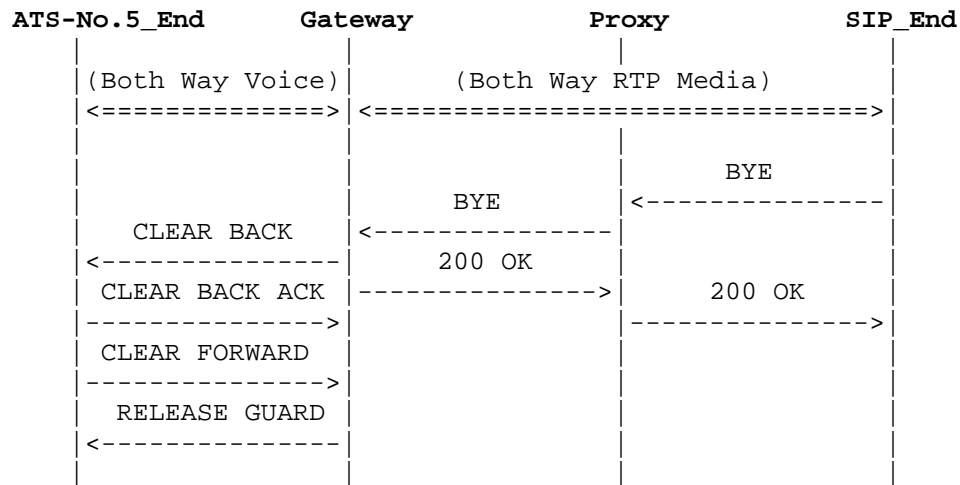 ATS-No.5_End Gateway Proxy SIP_End
(Both Way Voice) (Both Way RTP Media)
BYE
BYE
CLEAR BACK
200 OK
CLEAR BACK ACK 200 OK
CLEAR FORWARD
RELEASE GUARD